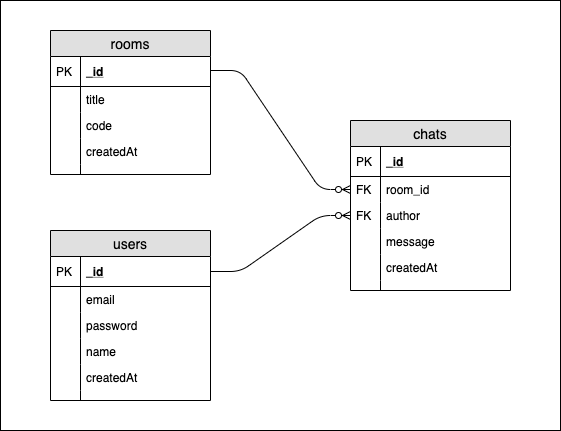 rooms
PK _id
title
code
createdAt
chats
PK _id
FK room_id
FK author
message
createdAt
users
PK _id
email
password
name
createdAt